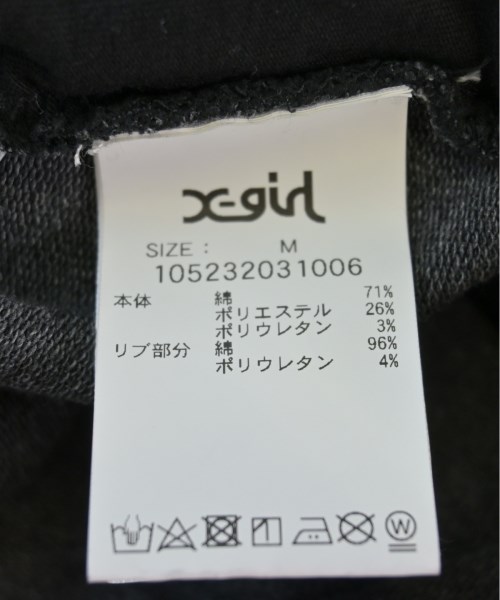 X-girl
SIZE : M
105232031006
本体 綿 71%
ポリエステル 26%
ポリウレタン 3%
リブ部分 綿 96%
ポリウレタン 4%
W